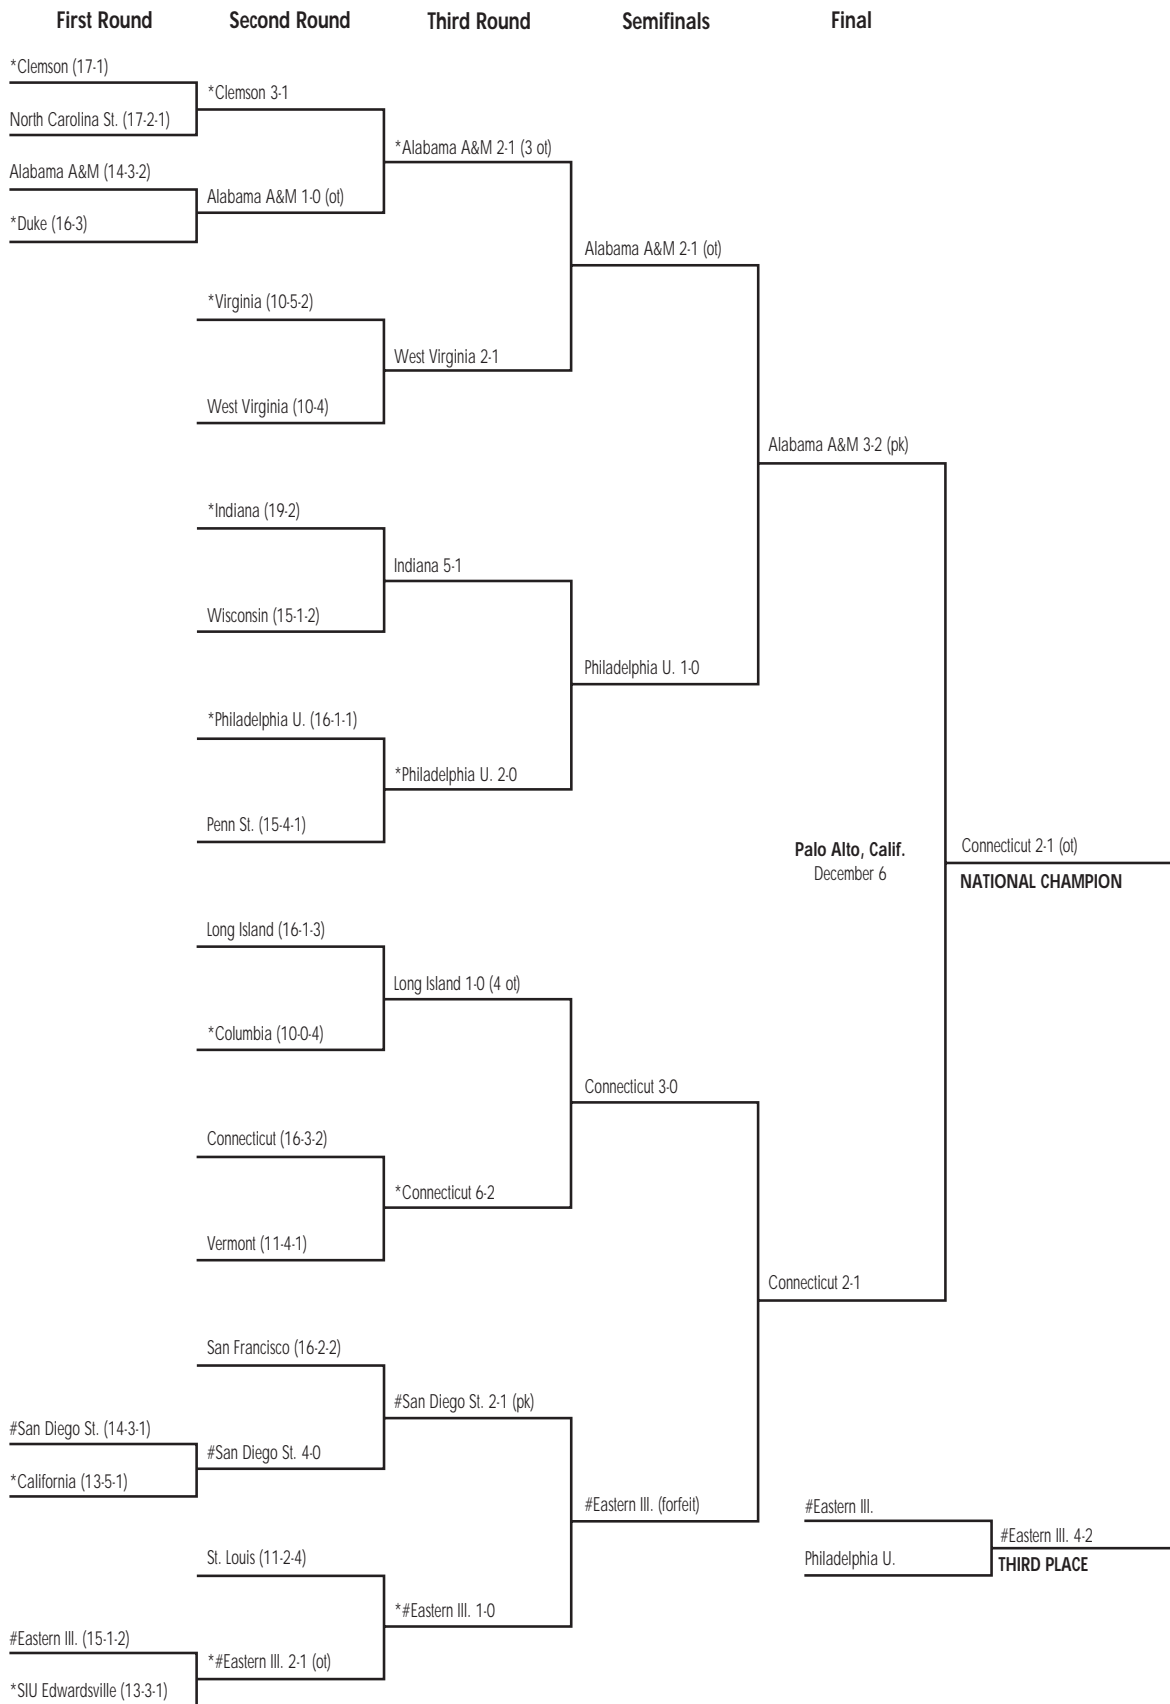 First Round
Second Round
Third Round
Semifinals
Final
*Clemson (17-1)
North Carolina St. (17-2-1)
Alabama A&M (14-3-2)
*Duke (16-3)
*Clemson 3-1
Alabama A&M 1-0 (ot)
*Virginia (10-5-2)
West Virginia (10-4)
*Indiana (19-2)
Wisconsin (15-1-2)
*Philadelphia U. (16-1-1)
Penn St. (15-4-1)
*Alabama A&M 2-1 (3 ot)
West Virginia 2-1
Indiana 5-1
*Philadelphia U. 2-0
Alabama A&M 2-1 (ot)
Philadelphia U. 1-0
Alabama A&M 3-2 (pk)
Palo Alto, Calif.
December 6
Connecticut 2-1 (ot)
NATIONAL CHAMPION
Long Island (16-1-3)
*Columbia (10-0-4)
Connecticut (16-3-2)
Vermont (11-4-1)
San Francisco (16-2-2)
#San Diego St. (14-3-1)
*California (13-5-1)
#San Diego St. 4-0
St. Louis (11-2-4)
#Eastern Ill. (15-1-2)
*SIU Edwardsville (13-3-1)
*#Eastern Ill. 2-1 (ot)
Long Island 1-0 (4 ot)
*Connecticut 6-2
#San Diego St. 2-1 (pk)
*#Eastern Ill. 1-0
Connecticut 3-0
#Eastern Ill. (forfeit)
Connecticut 2-1
#Eastern Ill.
Philadelphia U.
#Eastern Ill. 4-2
THIRD PLACE